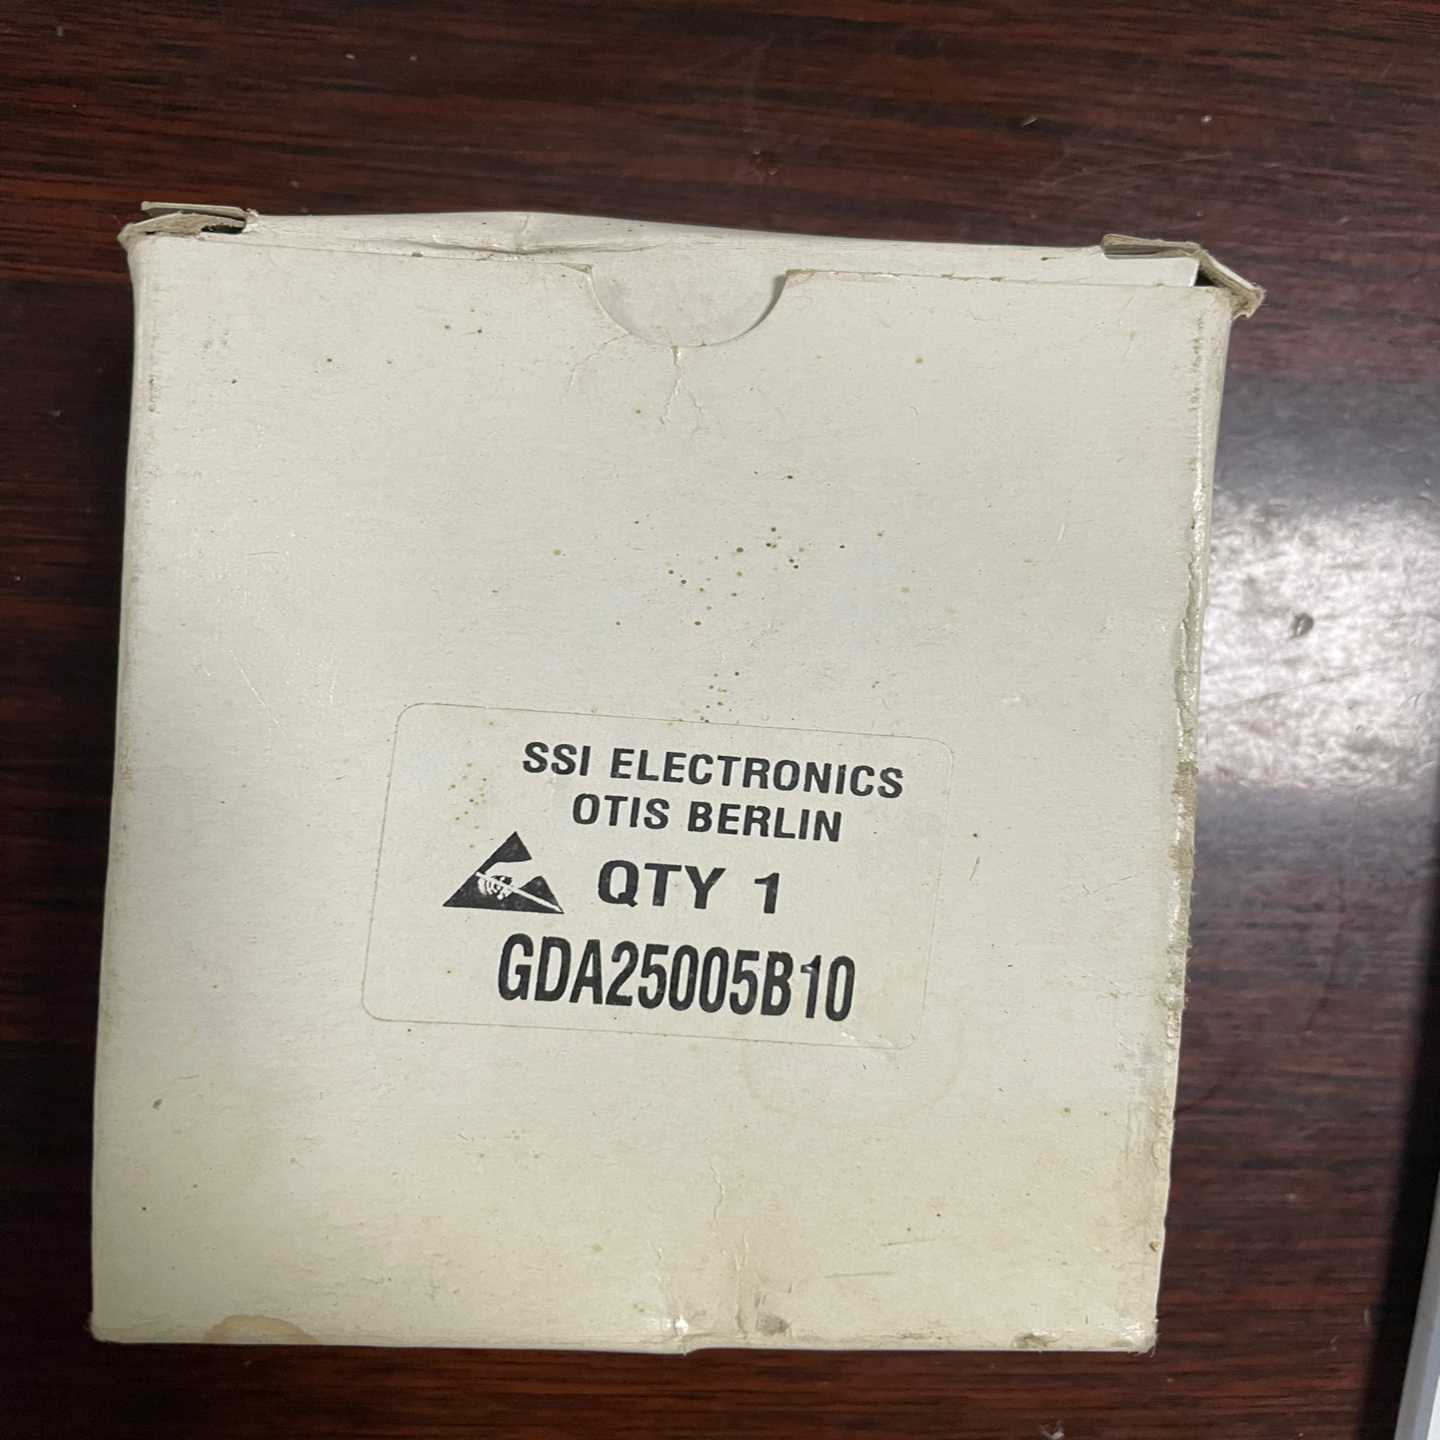 SSI ELECTRONICS
OTIS BERLIN
QTY 1
GDA25005B10